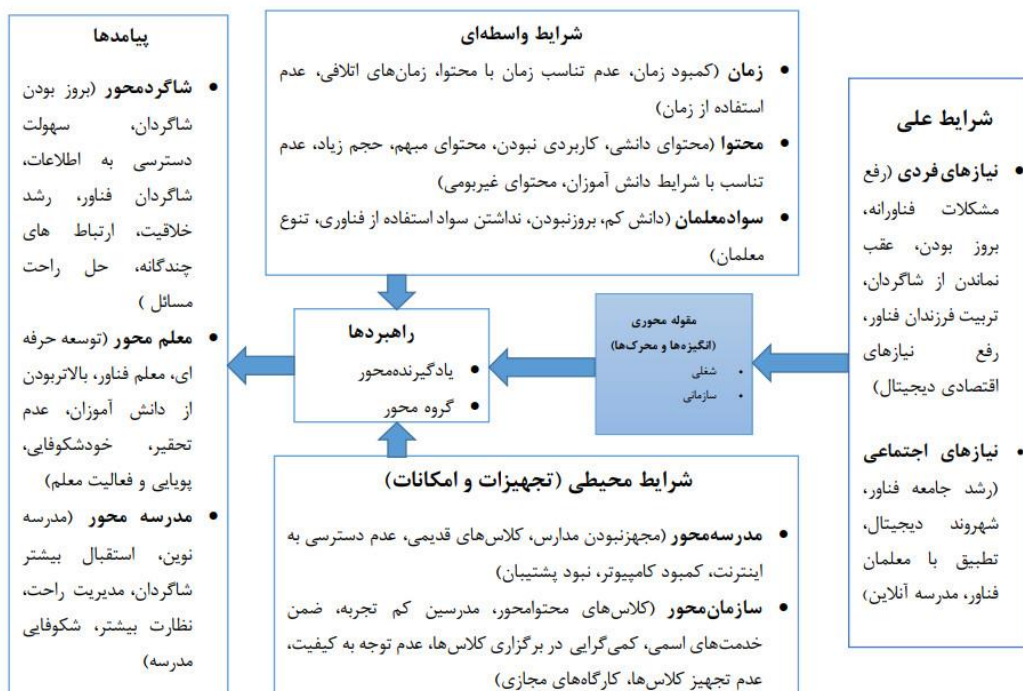 شرایط علی
• نیازهای‌فردی (رفع
مشکلات فناورانه،
بروز بودن، عقب
نماندن از شاگردان،
تربیت فرزندان فناور،
رفع نیازهای
اقتصادی دیجیتال)
• نیازهای اجتماعی
(رشد جامعه فناور،
شهروند دیجیتال،
تطبیق با معلمان
فناور، مدرسه آنلاین)
شرایط واسطه‌ای
• زمان (کمبود زمان، عدم تناسب زمان با محتوا، زمان‌های اتلافی، عدم
استفاده از زمان)
• محتوا (محتوای دانشی، کاربردی نبودن، محتوای مبهم، حجم زیاد، عدم
تناسب با شرایط دانش آموزان، محتوای غیربومی)
• سوادمعلمان (دانش کم، بروزنبودن، نداشتن سواد استفاده از فناوری، تنوع
معلمان)
مقوله محوری
(انگیزه‌ها و محرک‌ها)
• شغلی
• سازمانی
راهبردها
• یادگیرنده‌محور
• گروه محور
شرایط محیطی (تجهیزات و امکانات)
• مدرسه‌محور (مجهزنبودن مدارس، کلاس‌های قدیمی، عدم دسترسی به
اینترنت، کمبود کامپیوتر، نبود پشتیبان)
• سازمان‌محور (کلاس‌های محتوامحور، مدرسین کم تجربه، ضمن
خدمت‌های اسمی، کمی‌گرایی در برگزاری کلاس‌ها، عدم توجه به کیفیت،
عدم تجهیز کلاس‌ها، کارگاه‌های مجازی)
پیامدها
• شاگردمحور (بروز بودن
شاگردان، سهولت
دسترسی به اطلاعات،
شاگردان فناور، رشد
خلاقیت، ارتباط های
چندگانه، حل راحت
مسائل )
• معلم محور (توسعه حرفه
ای، معلم فناور، بالاتربودن
از دانش آموزان، عدم
تحقیر، خودشکوفایی،
پویایی و فعالیت معلم)
• مدرسه محور (مدرسه
نوین، استقبال بیشتر
شاگردان، مدیریت راحت،
نظارت بیشتر، شکوفایی
مدرسه)